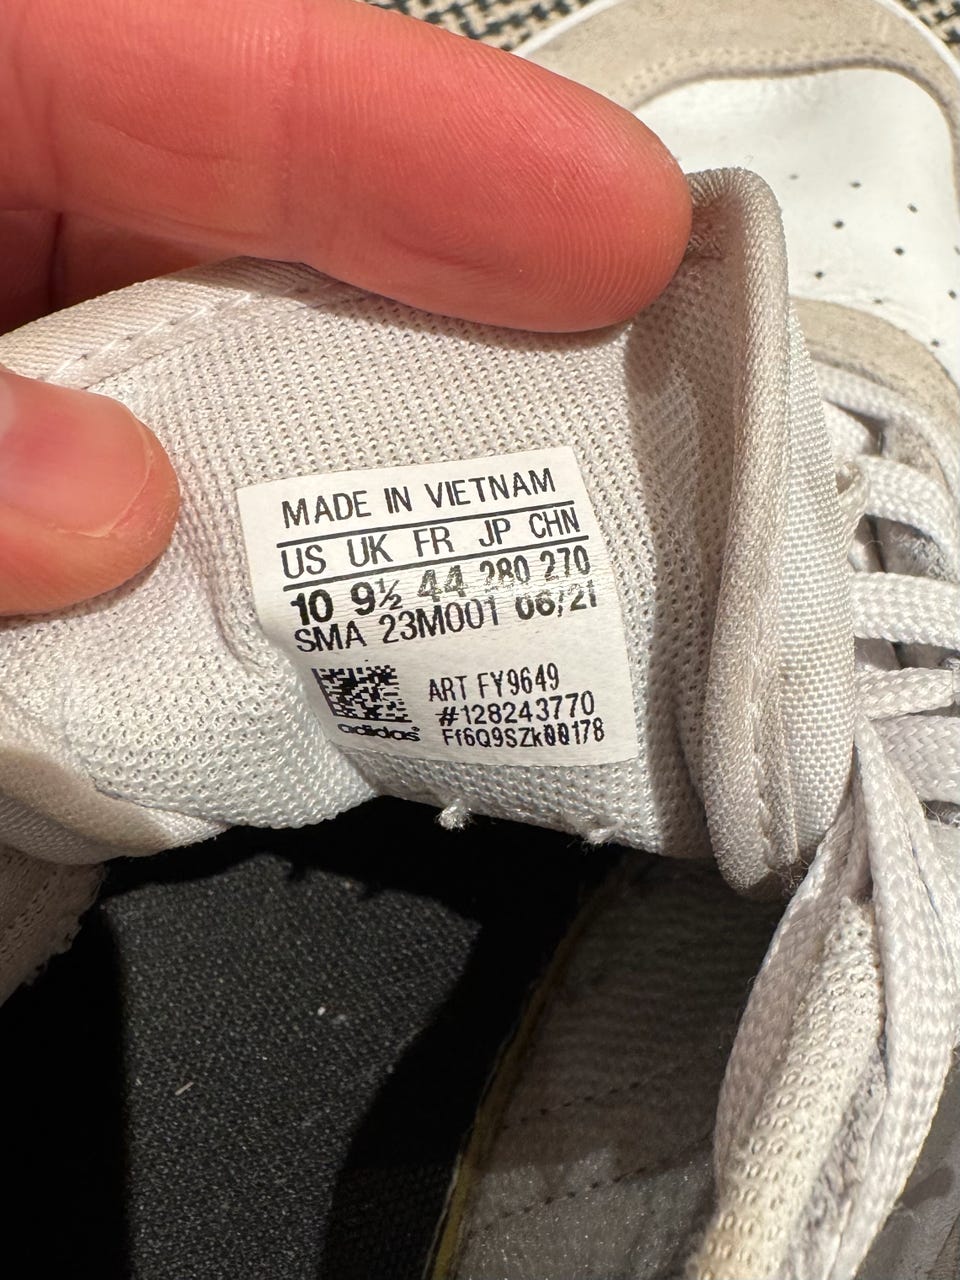 MADE IN VIETNAM
US UK FR JP CHN
10 9½ 44 280 270
SMA 23M001 06/21
ART FY9649
#128243770
adidas Ff6Q9SZk00178